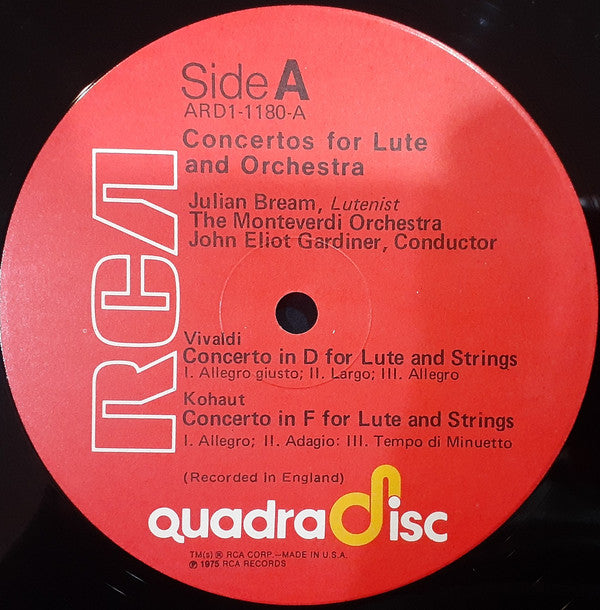 Side A
ARD1-1180-A
Concertos for Lute
and Orchestra
Julian Bream, Lutenist
The Monteverdi Orchestra
John Eliot Gardiner, Conductor
RCA
Vivaldi
Concerto in D for Lute and Strings
I. Allegro giusto; II. Largo; III. Allegro
Kohaut
Concerto in F for Lute and Strings
I. Allegro; II. Adagio: III. Tempo di Minuetto
(Recorded In England)
quadradisc
TM(s) ® RCA CORP.—MADE IN U.S.A.
℗ 1975 RCA RECORDS